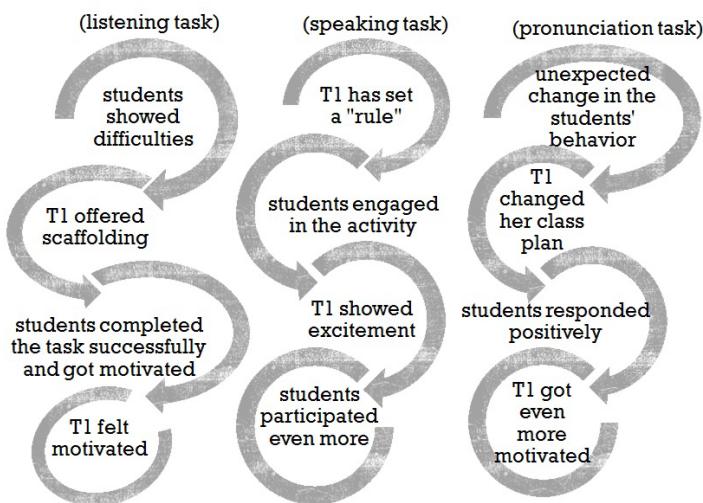 (listening task)
students
showed
difficulties
T1 offered
scaffolding
students completed
the task successfully
and got motivated
T1 felt
motivated
(speaking task)
T1 has set
a "rule"
students engaged
in the activity
T1 showed
excitement
students
participated
even more
(pronunciation task)
unexpected
change in the
students'
behavior
T1
changed
her class
plan
students responded
positively
T1 got
even
more
motivated